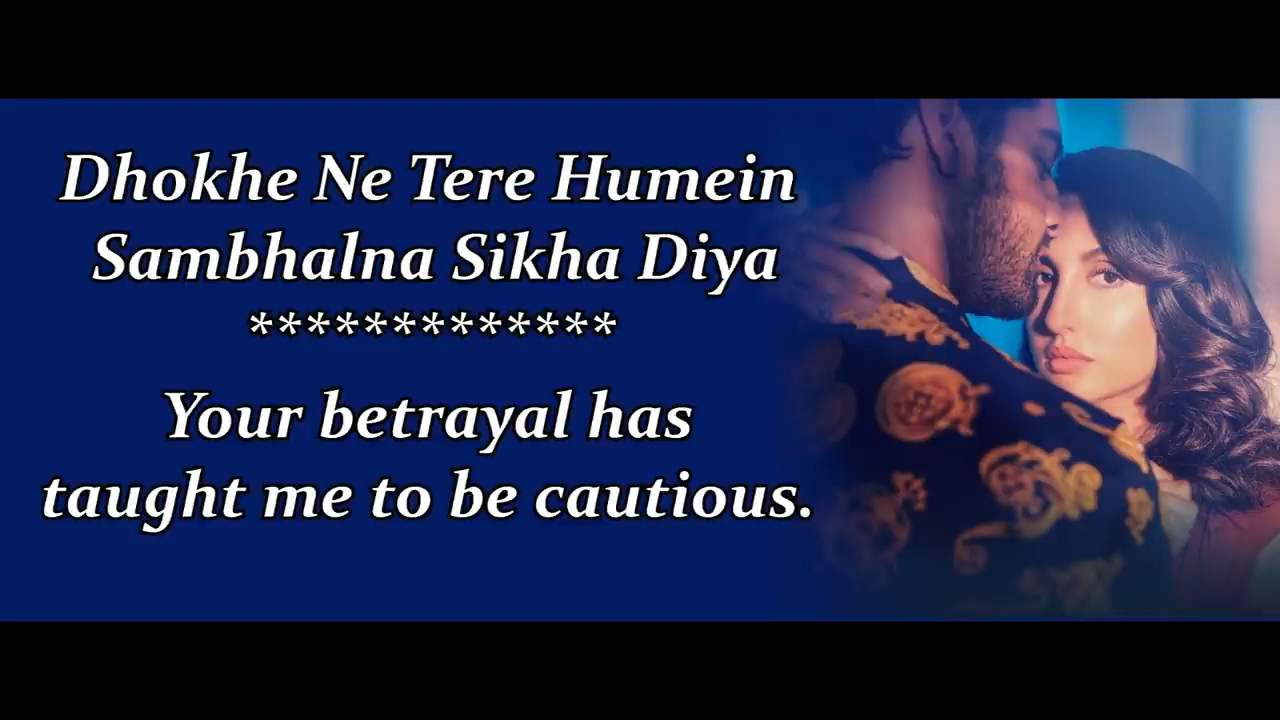 Dhokhe Ne Tere Humein
Sambhalna Sikha Diya
*************
Your betrayal has
taught me to be cautious.